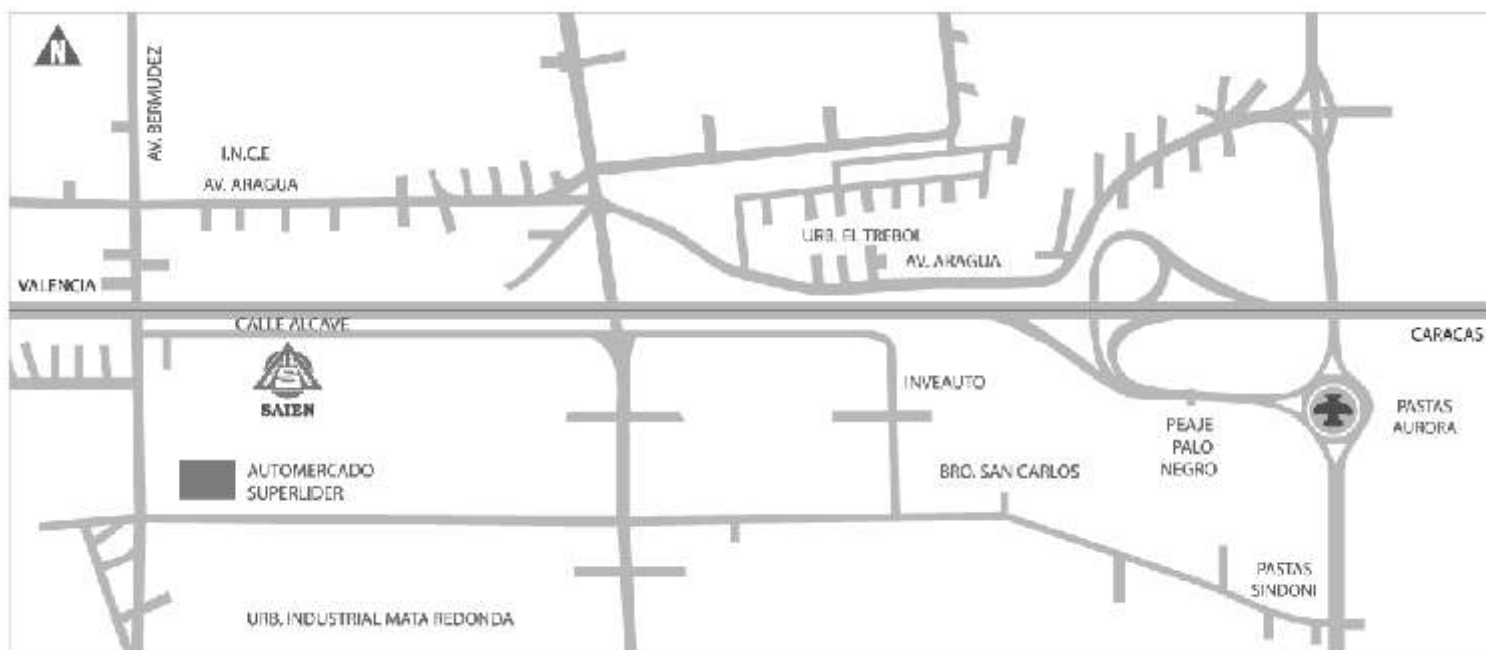 N
AV. BERMUDEZ
I.N.C.E
AV. ARAGUA
URB. EL TREBOL
AV. ARAGUA
VALENCIA
CALLE ALCAVE
CARACAS
SAIEN
INVEAUTO
PASTAS
AURORA
PEAJE
PALO
NEGRO
AUTOMERCADO
SUPERLIDER
BRO. SAN CARLOS
PASTAS
SINDONI
URB. INDUSTRIAL MATA REDONDA